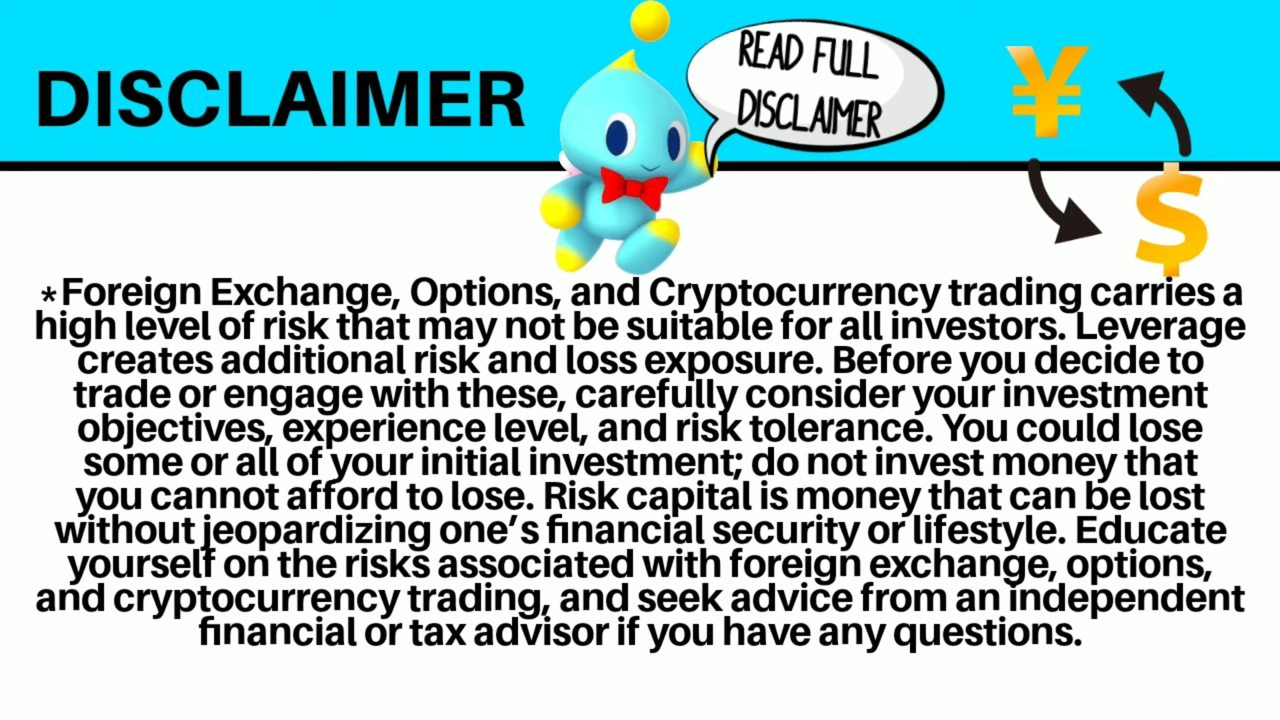 DISCLAIMER
READ FULL
DISCLAIMER
¥
$
*Foreign Exchange, Options, and Cryptocurrency trading carries a
high level of risk that may not be suitable for all investors. Leverage
creates additional risk and loss exposure. Before you decide to
trade or engage with these, carefully consider your investment
objectives, experience level, and risk tolerance. You could lose
some or all of your initial investment; do not invest money that
you cannot afford to lose. Risk capital is money that can be lost
without jeopardizing one’s financial security or lifestyle. Educate
yourself on the risks associated with foreign exchange, options,
and cryptocurrency trading, and seek advice from an independent
financial or tax advisor if you have any questions.